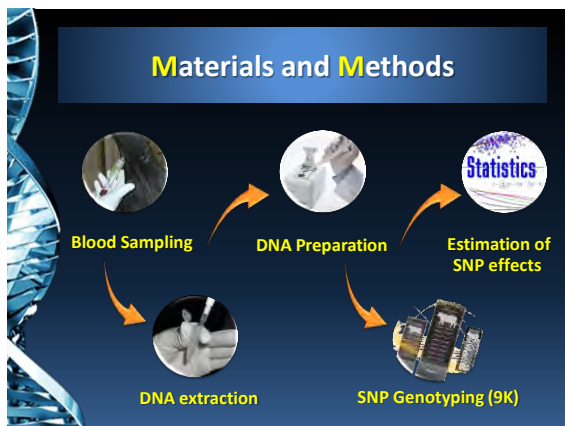 Materials and Methods
Statistics
Blood Sampling
DNA Preparation
Estimation of
SNP effects
DNA extraction
SNP Genotyping (9K)